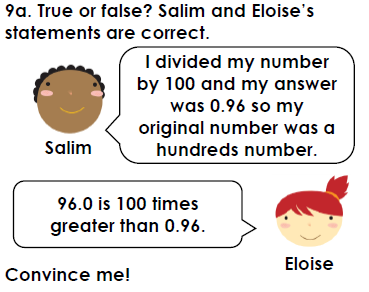 9a. True or false? Salim and Eloise’s
statements are correct.
I divided my number
by 100 and my answer
was 0.96 so my
original number was a
hundreds number.
Salim
96.0 is 100 times
greater than 0.96.
Eloise
Convince me!